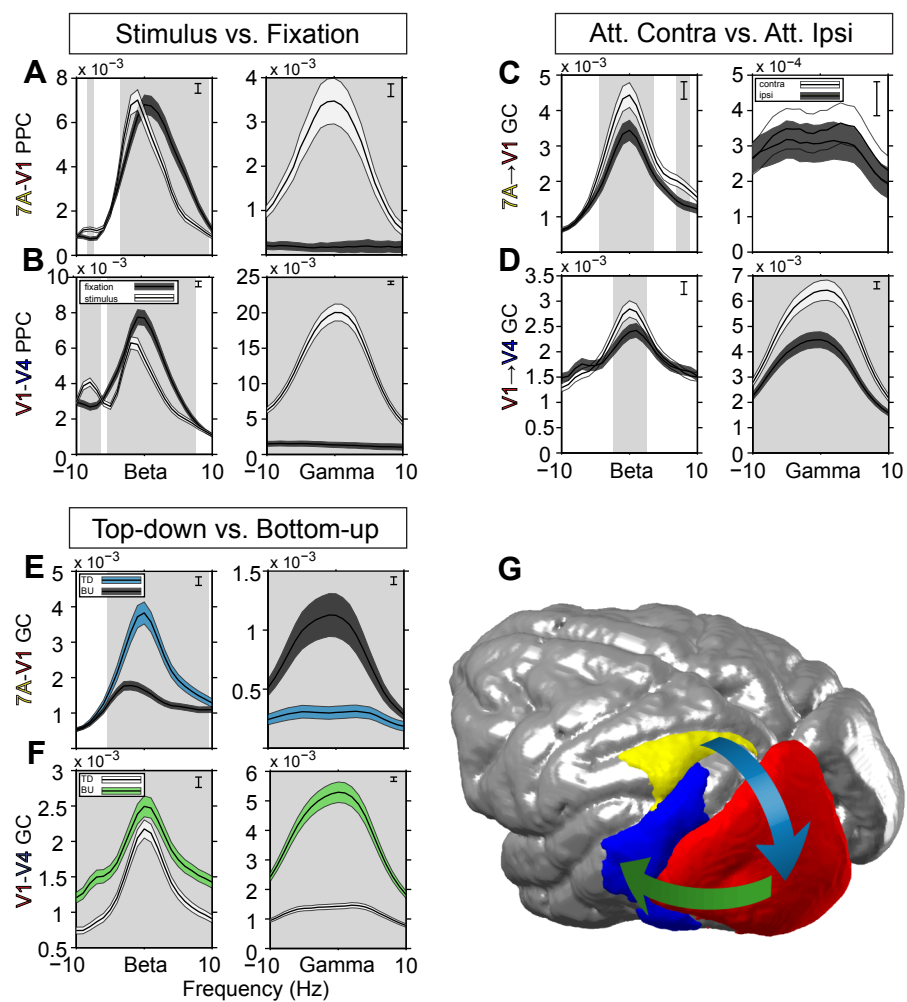 Stimulus vs. Fixation
Att. Contra vs. Att. Ipsi
A
x 10⁻³
8
6
4
2
0
7A-V1 PPC
x 10⁻³
4
3
2
1
0
C
x 10⁻³
5
4
3
2
1
0
7A→V1 GC
x 10⁻⁴
5
4
3
2
1
0
contra
ipsi
B
x 10⁻³
10
8
6
4
2
0
V1-V4 PPC
fixation
stimulus
−10 Beta 10
x 10⁻³
25
20
15
10
5
0
−10 Gamma 10
D
x 10⁻³
3.5
3
2.5
2
1.5
1
0
V1→V4 GC
−10 Beta 10
x 10⁻³
7
6
5
4
3
2
1
0
−10 Gamma 10
Top-down vs. Bottom-up
E
x 10⁻³
5
4
3
2
1
7A-V1 GC
TD
BU
x 10⁻³
1.5
1
0.5
0
F
x 10⁻³
3
2.5
2
1.5
1
0.5
V1-V4 GC
TD
BU
−10 Beta 10
x 10⁻³
6
5
4
3
2
1
0
−10 Gamma 10
Frequency (Hz)
G